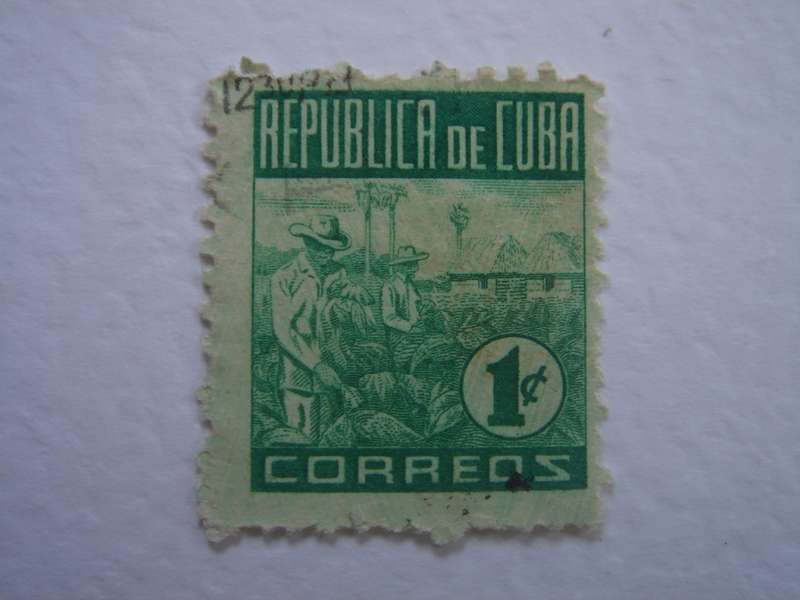 REPUBLICA DE CUBA
1¢
CORREOS